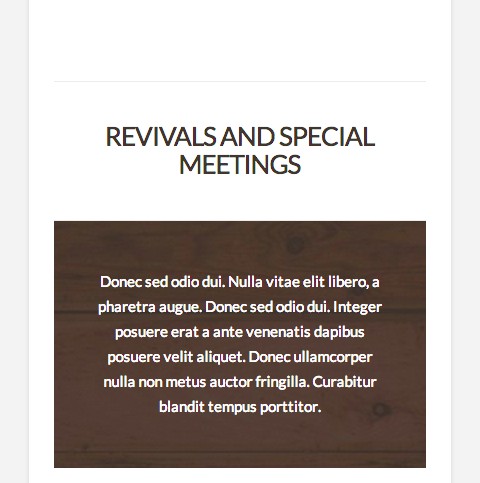 REVIVALS AND SPECIAL
MEETINGS
Donec sed odio dui. Nulla vitae elit libero, a
pharetra augue. Donec sed odio dui. Integer
posuere erat a ante venenatis dapibus
posuere velit aliquet. Donec ullamcorper
nulla non metus auctor fringilla. Curabitur
blandit tempus porttitor.